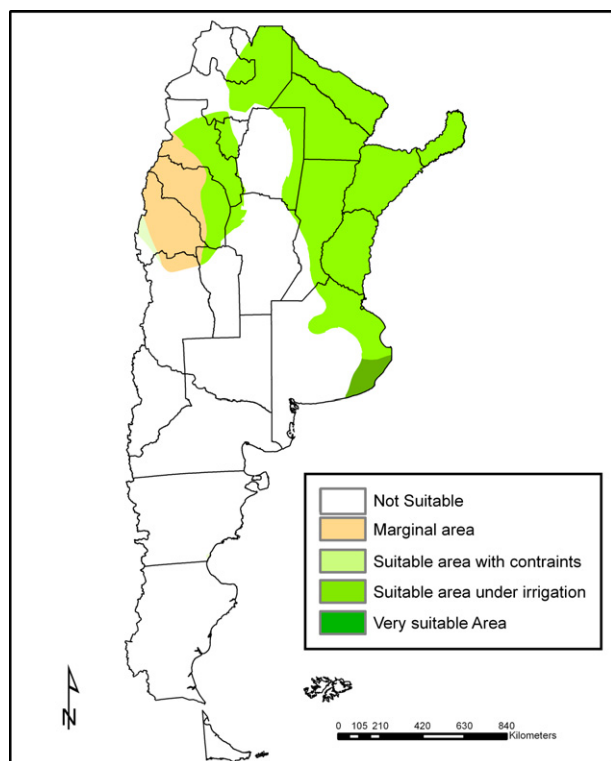 Not Suitable
Marginal area
Suitable area with contraints
Suitable area under irrigation
Very suitable Area
N
0 105 210 420 630 840
Kilometers